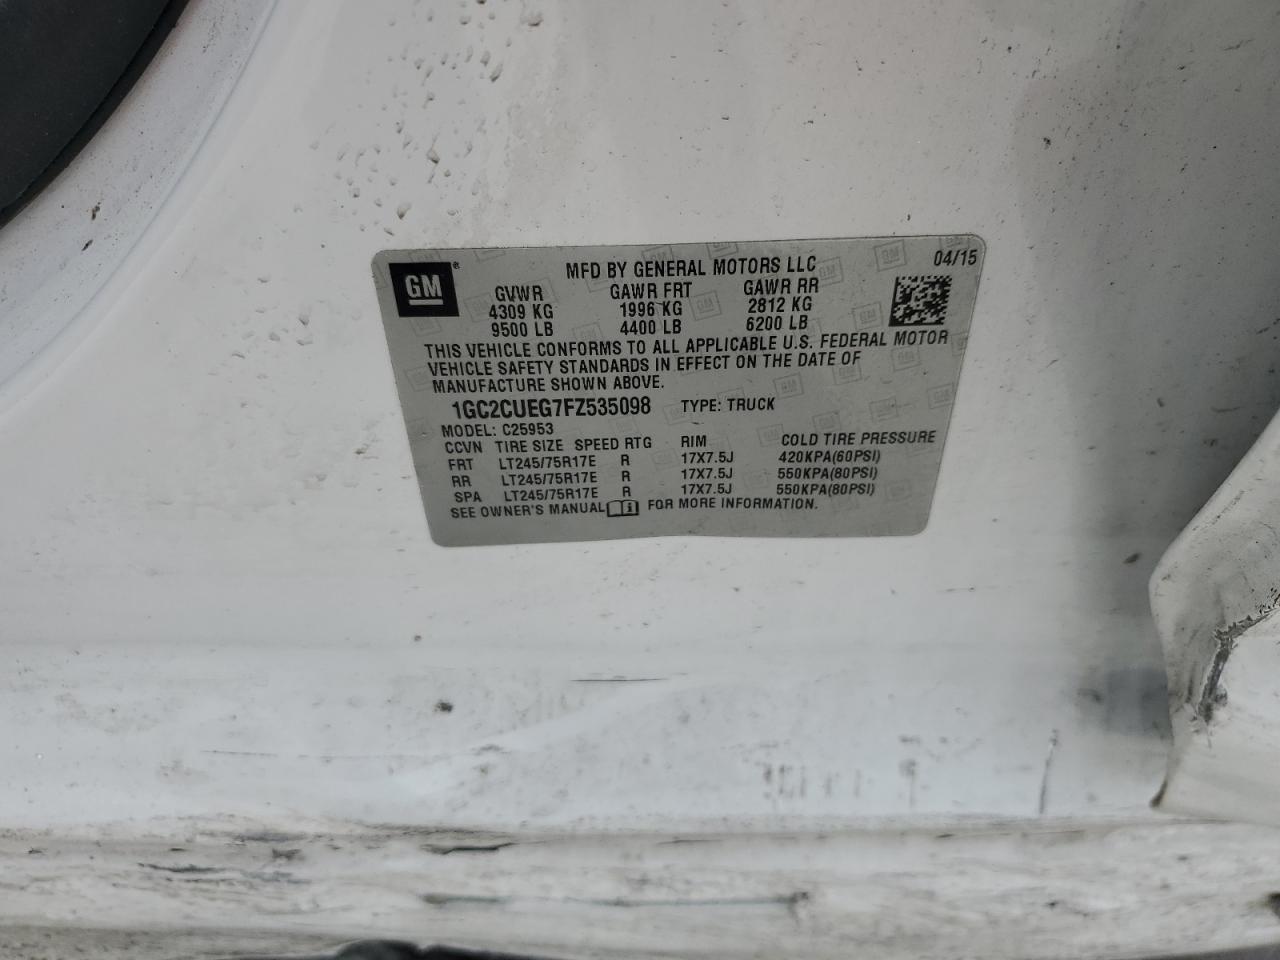 GM® MFD BY GENERAL MOTORS LLC 04/15
GVWR GAWR FRT GAWR RR
4309 KG 1996 KG 2812 KG
9500 LB 4400 LB 6200 LB
THIS VEHICLE CONFORMS TO ALL APPLICABLE U.S. FEDERAL MOTOR
VEHICLE SAFETY STANDARDS IN EFFECT ON THE DATE OF
MANUFACTURE SHOWN ABOVE.
1GC2CUEG7FZ535098 TYPE: TRUCK
MODEL: C25953
CCVN TIRE SIZE SPEED RTG RIM COLD TIRE PRESSURE
FRT LT245/75R17E R 17X7.5J 420KPA(60PSI)
RR LT245/75R17E R 17X7.5J 550KPA(80PSI)
SPA LT245/75R17E R 17X7.5J 550KPA(80PSI)
SEE OWNER'S MANUAL FOR MORE INFORMATION.